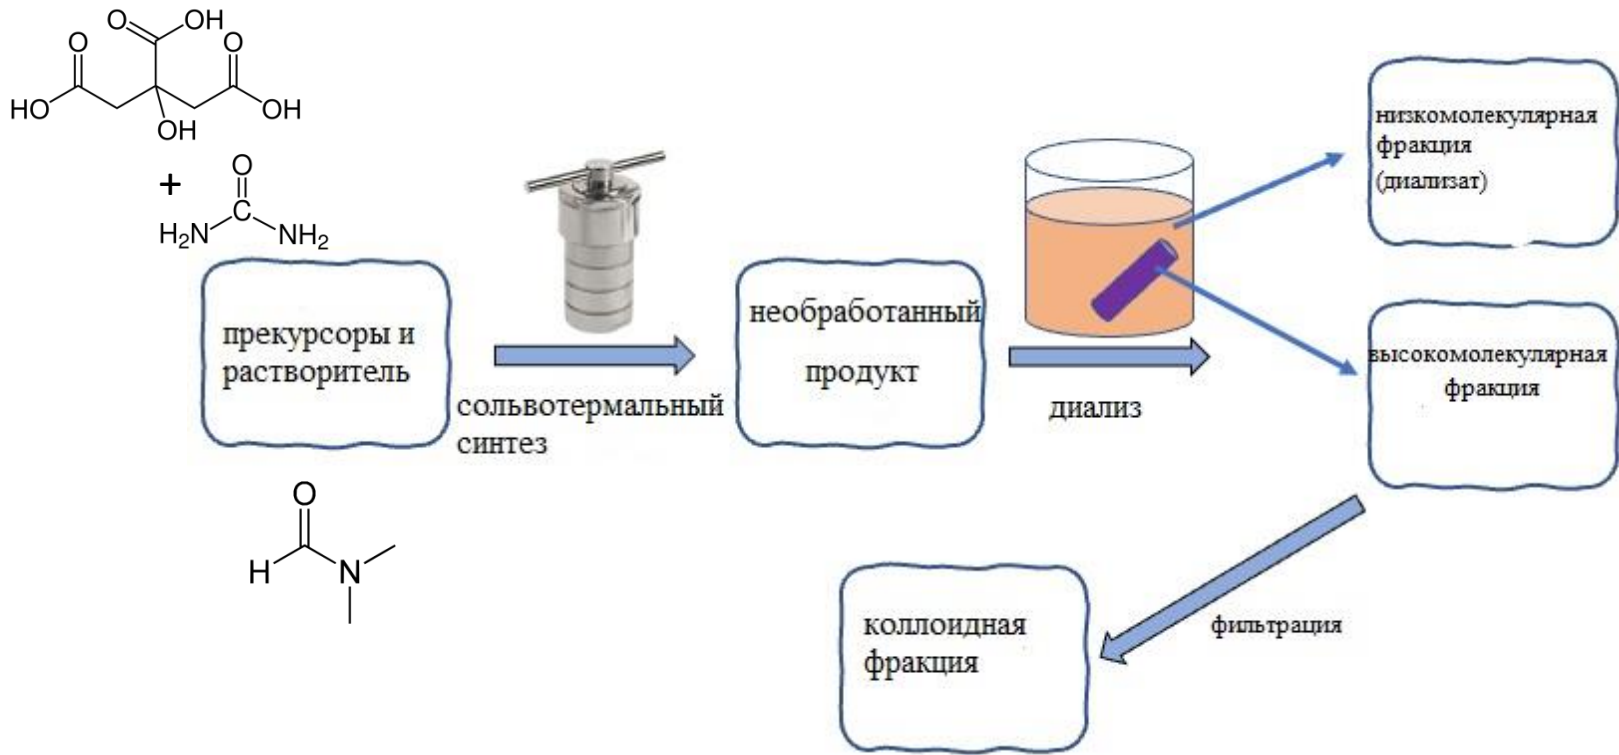 O
OH
O
O
HO
OH
OH
+
O
C
H₂N
NH₂
прекурсоры и
растворитель
O
H
N
сольвотермальный
синтез
необработанный
продукт
диализ
низкомолекулярная
фракция
(диализат)
высокомолекулярная
фракция
фильтрация
коллоидная
фракция